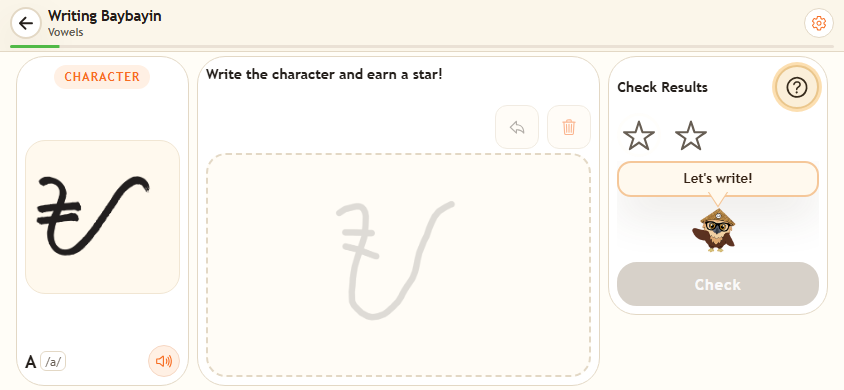 Writing Baybayin
Vowels
CHARACTER
ᜀ
A /a/
Write the character and earn a star!
ᜀ
Check Results
?
Let's write!
Check